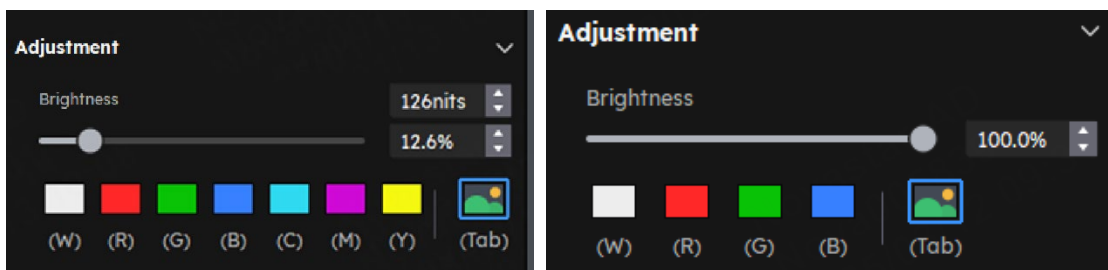 Adjustment
Brightness
126nits
12.6%
(W) (R) (G) (B) (C) (M) (Y) (Tab)
Adjustment
Brightness
100.0%
(W) (R) (G) (B) (Tab)